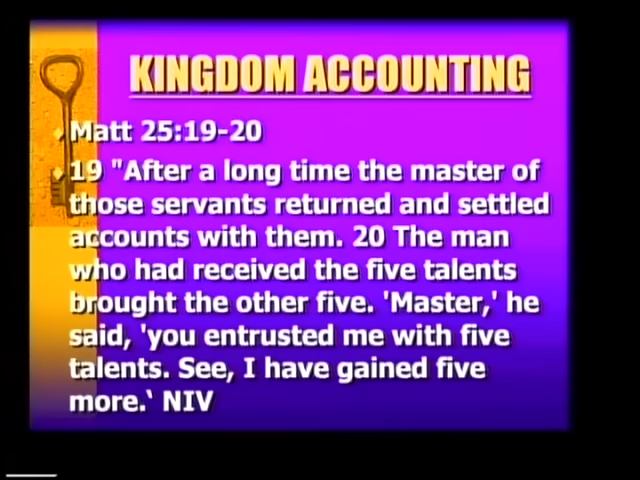 KINGDOM ACCOUNTING
Matt 25:19-20
19 "After a long time the master of
those servants returned and settled
accounts with them. 20 The man
who had received the five talents
brought the other five. 'Master,' he
said, 'you entrusted me with five
talents. See, I have gained five
more.‘ NIV